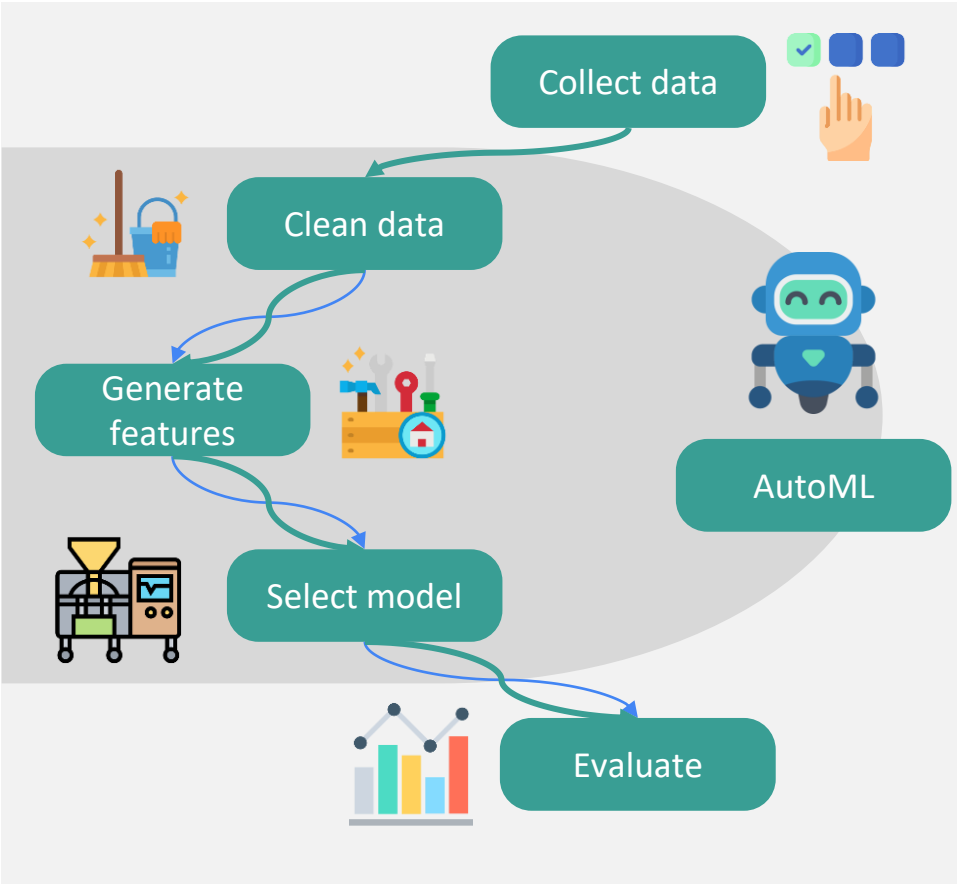 Collect data
Clean data
Generate
features
AutoML
Select model
Evaluate